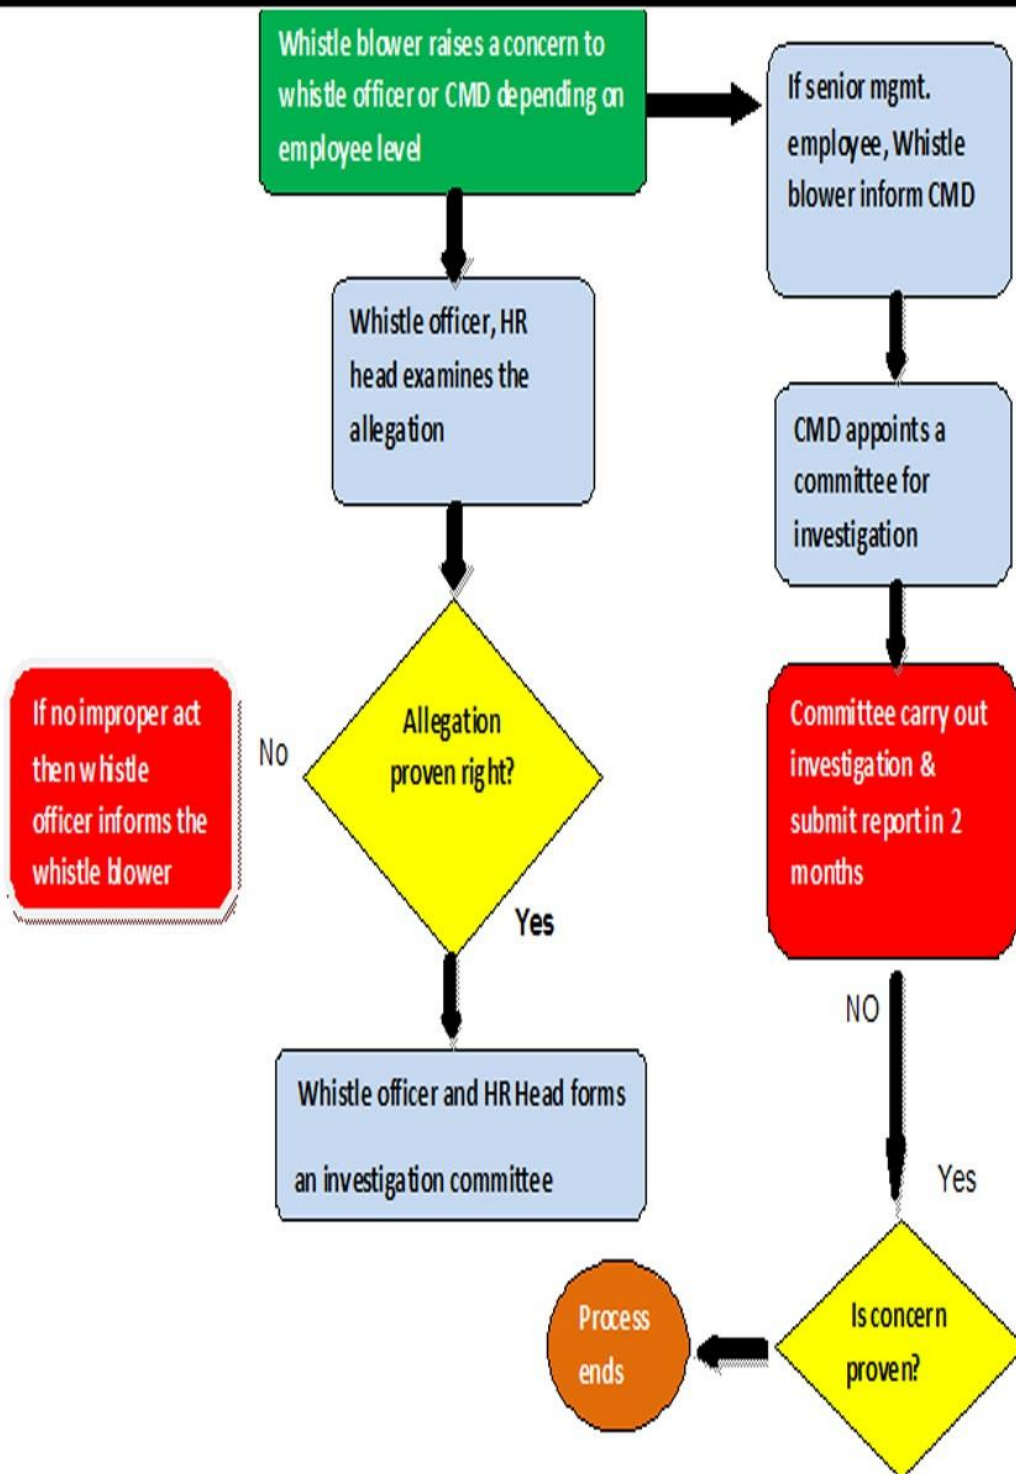 Whistle blower raises a concern to
whistle officer or CMD depending on
employee level
If senior mgmt.
employee, Whistle
blower inform CMD
Whistle officer, HR
head examines the
allegation
CMD appoints a
committee for
investigation
If no improper act
then whistle
officer informs the
whistle blower
No
Allegation
proven right?
Yes
Committee carry out
investigation &
submit report in 2
months
NO
Whistle officer and HR Head forms
an investigation committee
Yes
Process
ends
Is concern
proven?